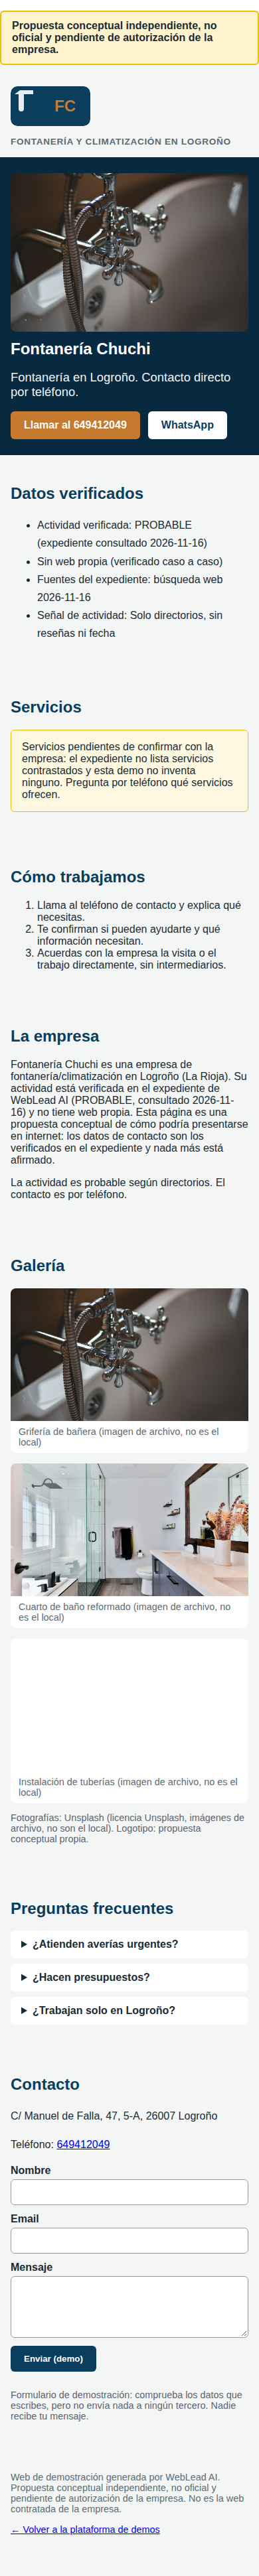 Propuesta conceptual independiente, no
oficial y pendiente de autorización de la
empresa.
FC
FONTANERÍA Y CLIMATIZACIÓN EN LOGROÑO
Fontanería Chuchi
Fontanería en Logroño. Contacto directo
por teléfono.
Llamar al 649412049
WhatsApp
Datos verificados
• Actividad verificada: PROBABLE
(expediente consultado 2026-11-16)
• Sin web propia (verificado caso a caso)
• Fuentes del expediente: búsqueda web
2026-11-16
• Señal de actividad: Solo directorios, sin
reseñas ni fecha
Servicios
Servicios pendientes de confirmar con la
empresa: el expediente no lista servicios
contrastados y esta demo no inventa
ninguno. Pregunta por teléfono qué servicios
ofrecen.
Cómo trabajamos
1. Llama al teléfono de contacto y explica qué
necesitas.
2. Te confirman si pueden ayudarte y qué
información necesitan.
3. Acuerdas con la empresa la visita o el
trabajo directamente, sin intermediarios.
La empresa
Fontanería Chuchi es una empresa de
fontanería/climatización en Logroño (La Rioja). Su
actividad está verificada en el expediente de
WebLead AI (PROBABLE, consultado 2026-11-
16) y no tiene web propia. Esta página es una
propuesta conceptual de cómo podría presentarse
en internet: los datos de contacto son los
verificados en el expediente y nada más está
afirmado.
La actividad es probable según directorios. El
contacto es por teléfono.
Galería
Grifería de bañera (imagen de archivo, no es el
local)
Cuarto de baño reformado (imagen de archivo, no
es el local)
Instalación de tuberías (imagen de archivo, no es el
local)
Fotografías: Unsplash (licencia Unsplash, imágenes de
archivo, no son el local). Logotipo: propuesta
conceptual propia.
Preguntas frecuentes
▶ ¿Atienden averías urgentes?
▶ ¿Hacen presupuestos?
▶ ¿Trabajan solo en Logroño?
Contacto
C/ Manuel de Falla, 47, 5-A, 26007 Logroño
Teléfono: 649412049
Nombre
Email
Mensaje
Enviar (demo)
Formulario de demostración: comprueba los datos que
escribes, pero no envía nada a ningún tercero. Nadie
recibe tu mensaje.
Web de demostración generada por WebLead AI.
Propuesta conceptual independiente, no oficial y
pendiente de autorización de la empresa. No es la web
contratada de la empresa.
← Volver a la plataforma de demos